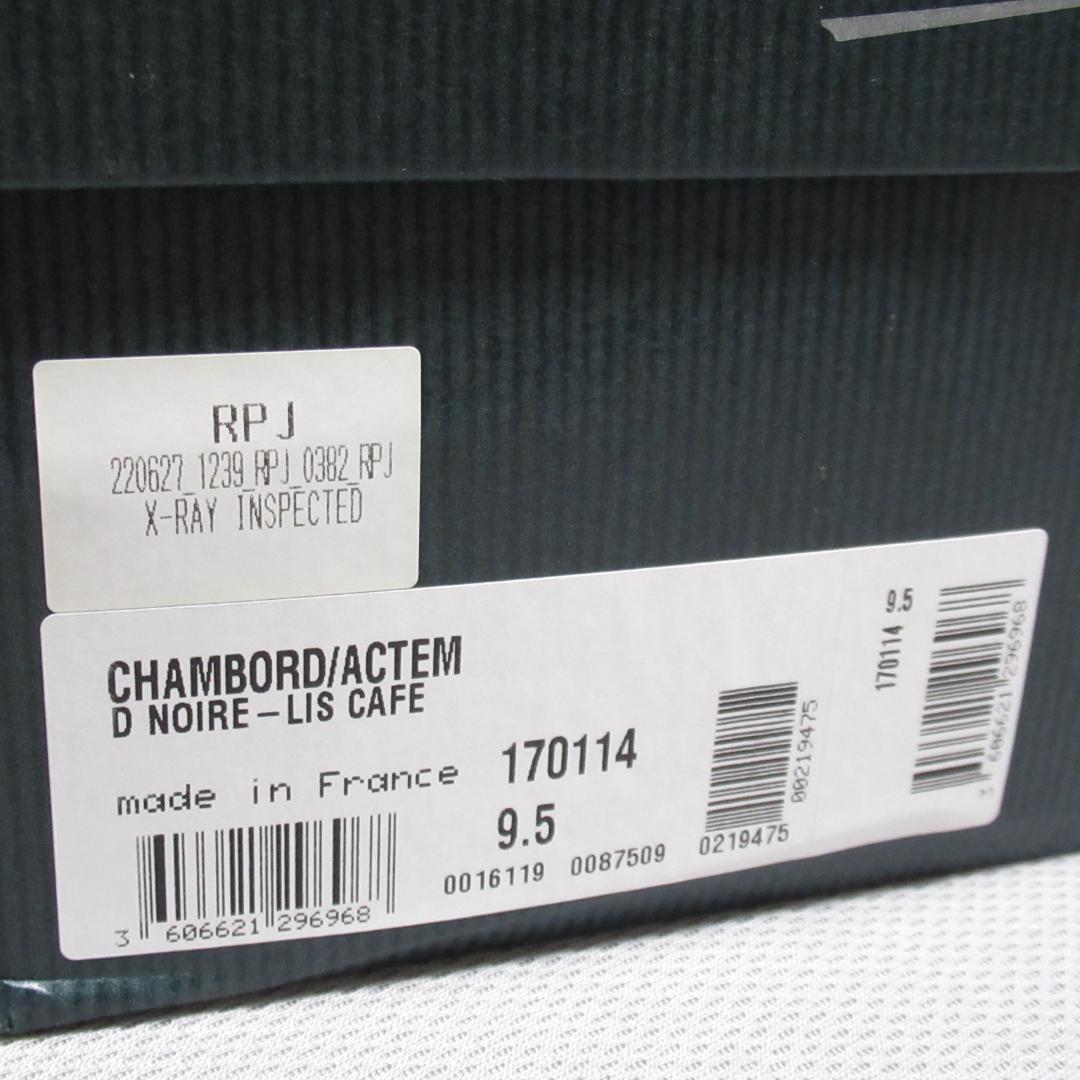 RPJ
220627_1239_RPJ_0382_RPJ
X-RAY INSPECTED
CHAMBORD/ACTEM
D NOIRE-LIS CAFE
made in France
170114
9.5
3 606621 296968
0016119 0087509 0219475
00219475
170114 9.5
3 606621 296968